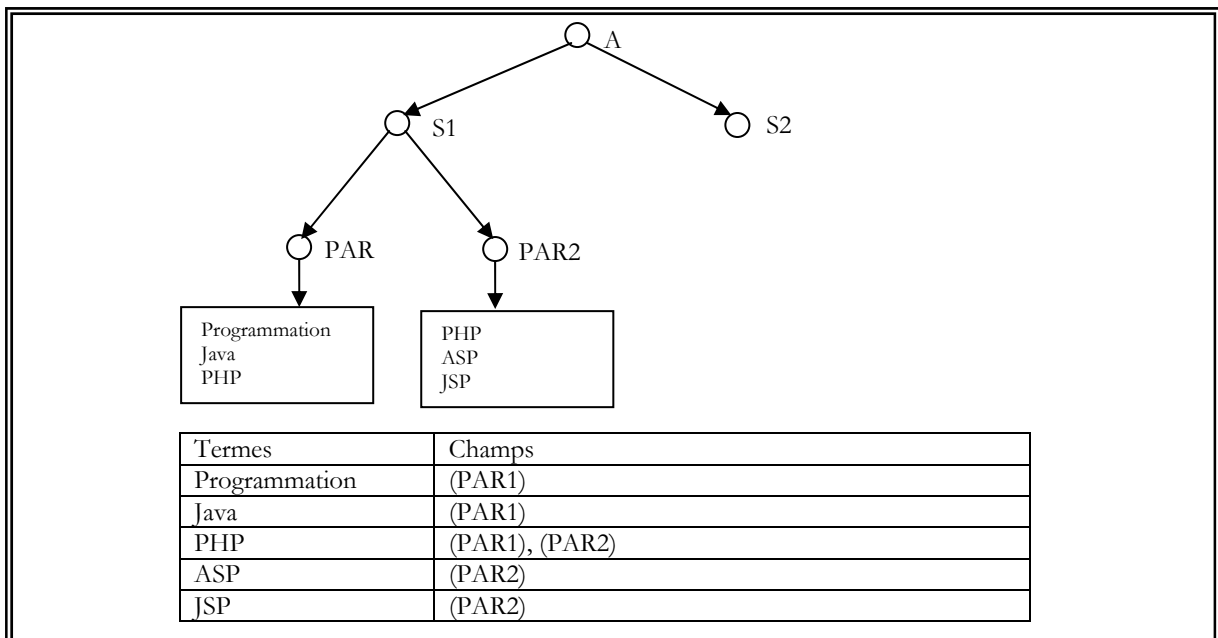 A
S1
S2
PAR
PAR2
Programmation
Java
PHP
PHP
ASP
JSP
Termes Champs
Programmation (PAR1)
Java (PAR1)
PHP (PAR1), (PAR2)
ASP (PAR2)
JSP (PAR2)